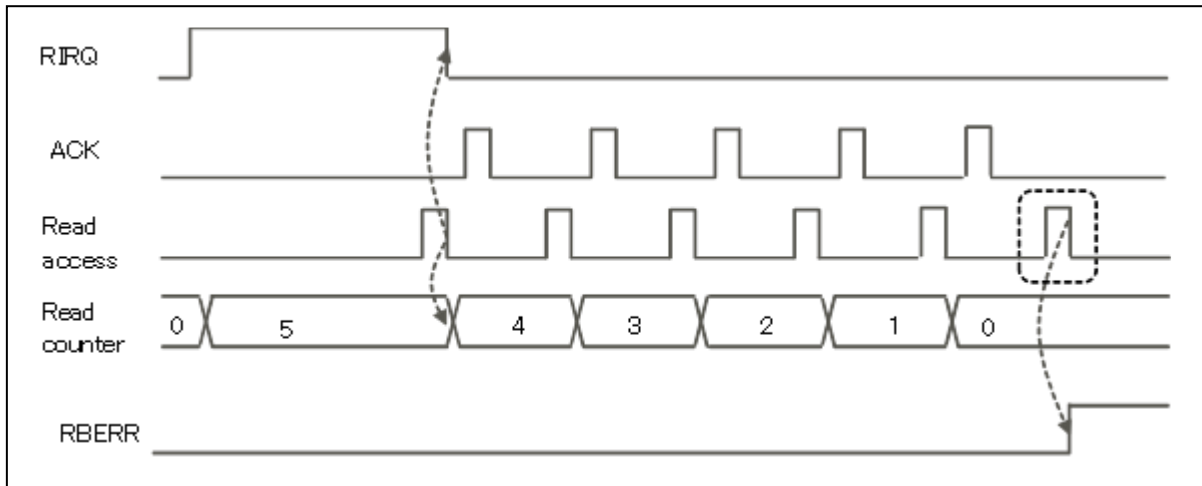 RIRQ
ACK
Read
access
Read
counter
0 5 4 3 2 1 0
RBERR